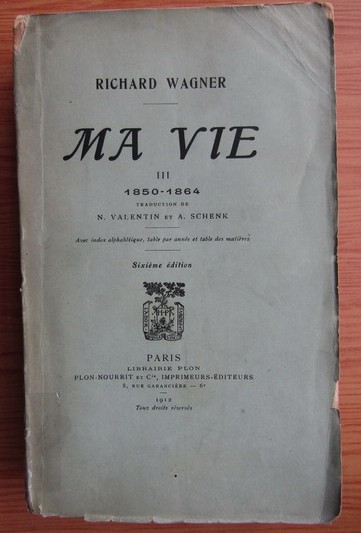 RICHARD WAGNER
MA VIE
III
1850-1864
TRADUCTION DE
N. VALENTIN ET A. SCHENK
Avec index alphabétique, table par année et table des matières
Sixième édition
PARIS
LIBRAIRIE PLON
PLON-NOURRIT ET Cie, IMPRIMEURS-ÉDITEURS
8, RUE GARANCIÈRE — 6e
1912
Tous droits réservés